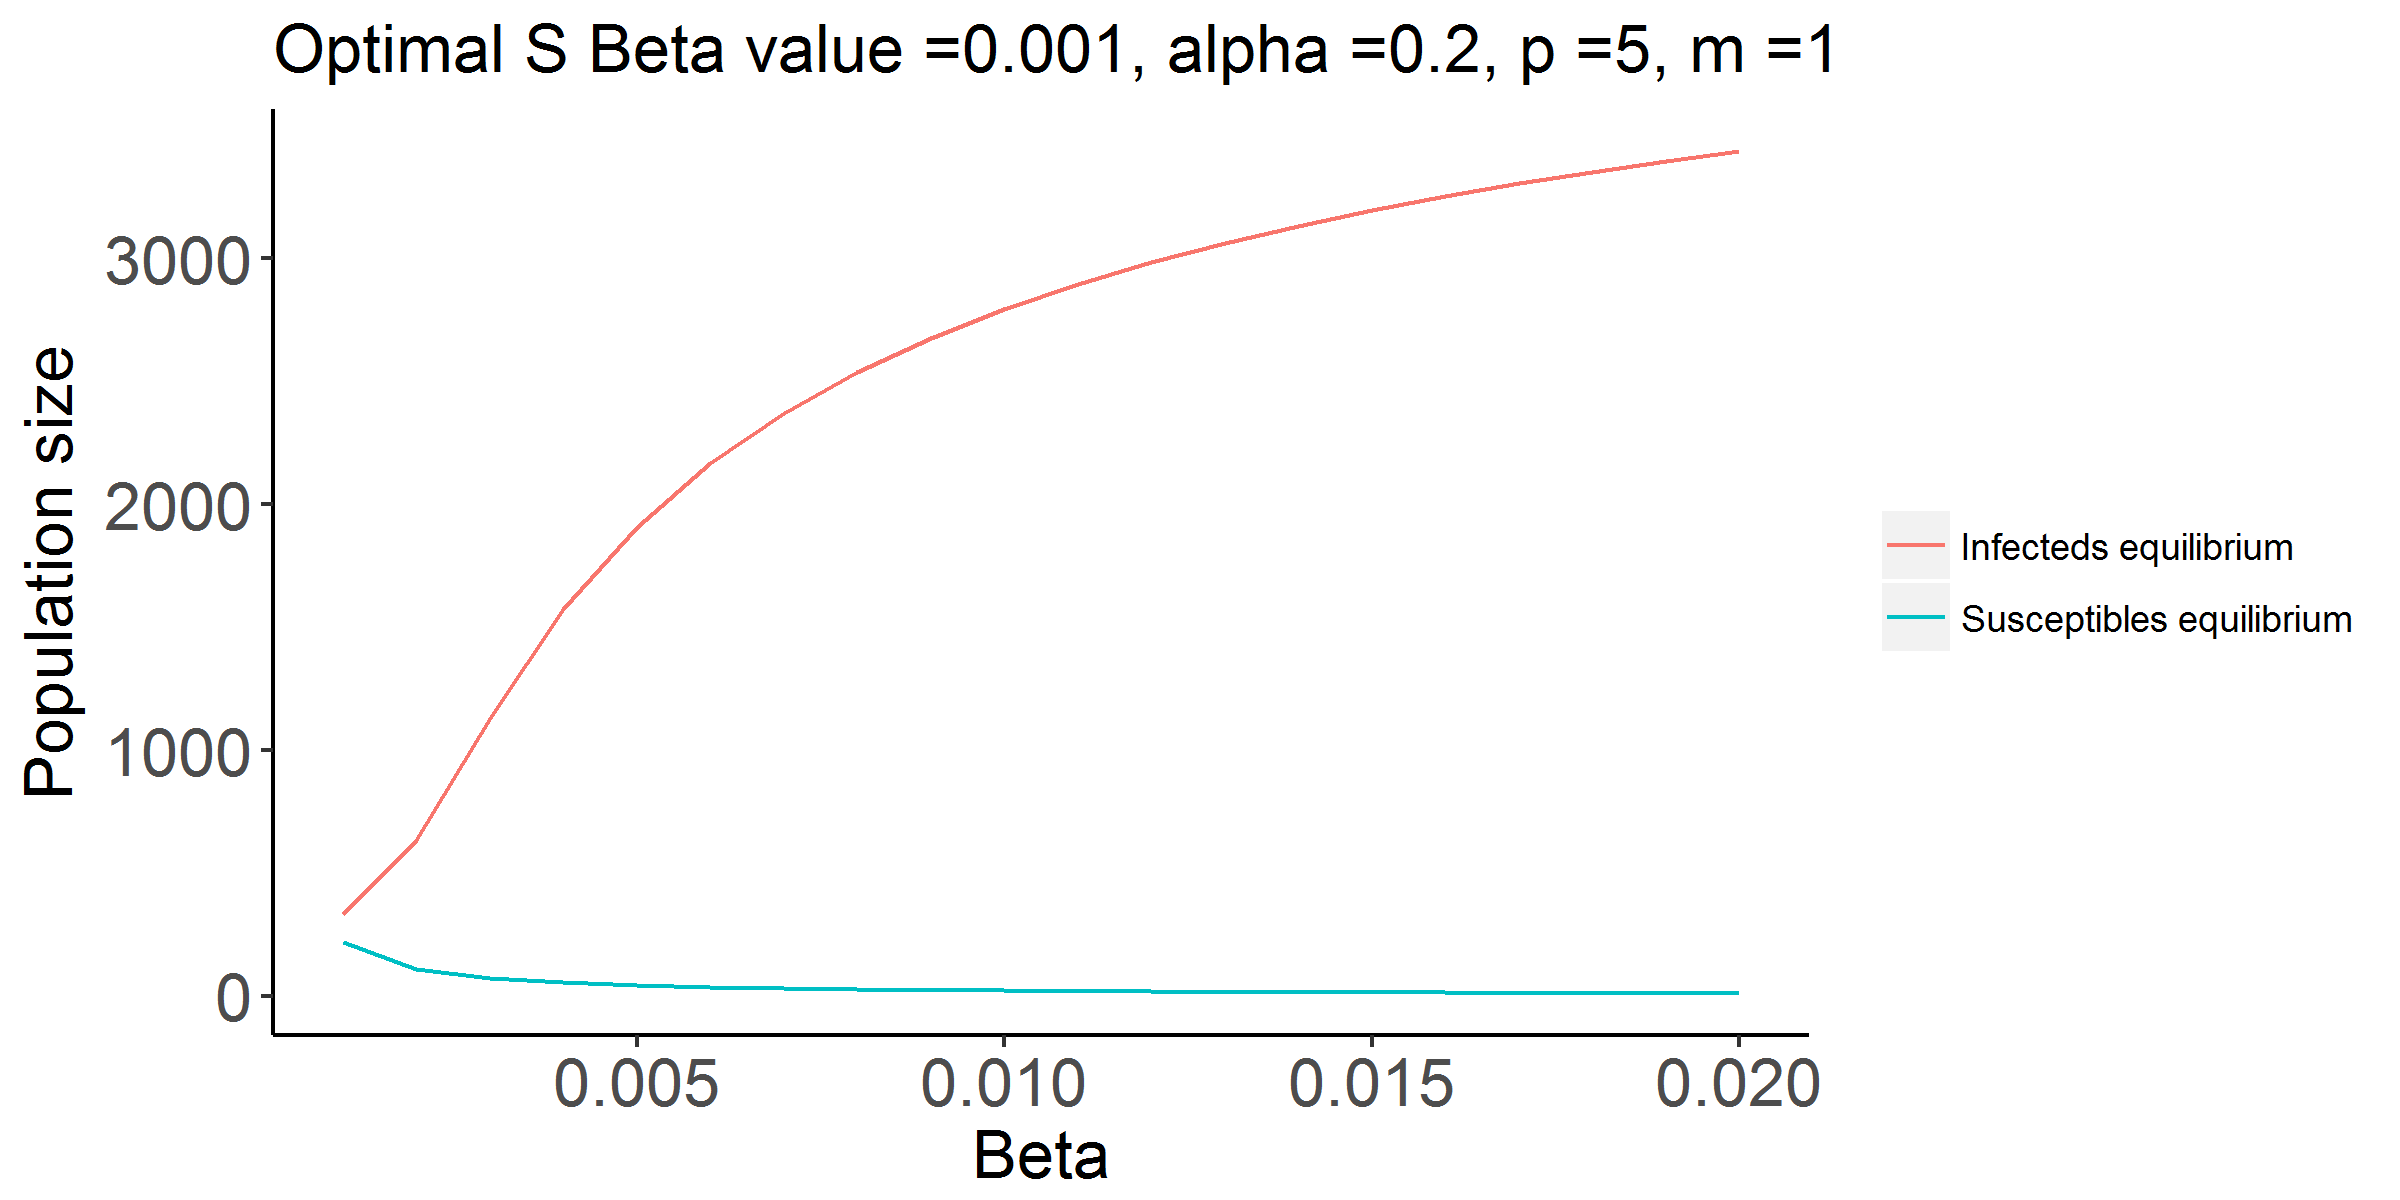 Optimal S Beta value =0.001, alpha =0.2, p =5, m =1
Population size
3000
2000
1000
0
0.005 0.010 0.015 0.020
Beta
Infecteds equilibrium
Susceptibles equilibrium